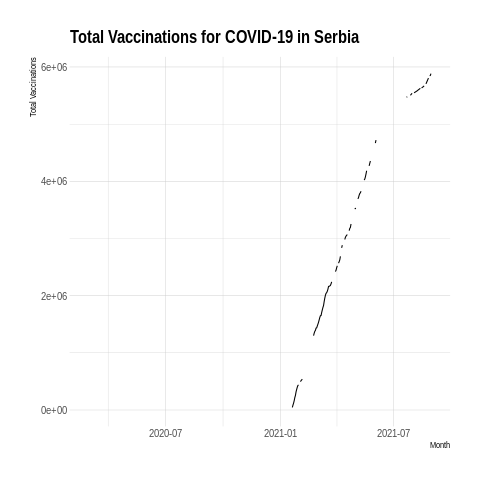 Total Vaccinations for COVID-19 in Serbia
Total Vaccinations
6e+06
4e+06
2e+06
0e+00
2020-07 2021-01 2021-07
Month